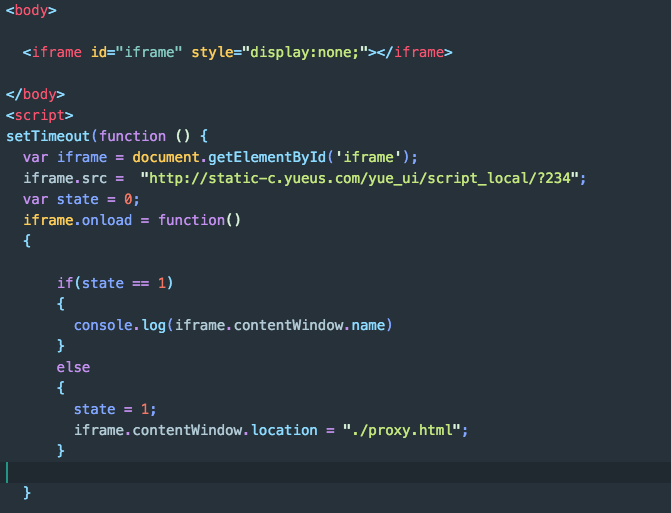 <body>
<iframe id="iframe" style="display:none;"></iframe>
</body>
<script>
setTimeout(function () {
var iframe = document.getElementById('iframe');
iframe.src =  "http://static-c.yueus.com/yue_ui/script_local/?234";
var state = 0;
iframe.onload = function()
{
if(state == 1)
{
console.log(iframe.contentWindow.name)
}
else
{
state = 1;
iframe.contentWindow.location = "./proxy.html";
}
}